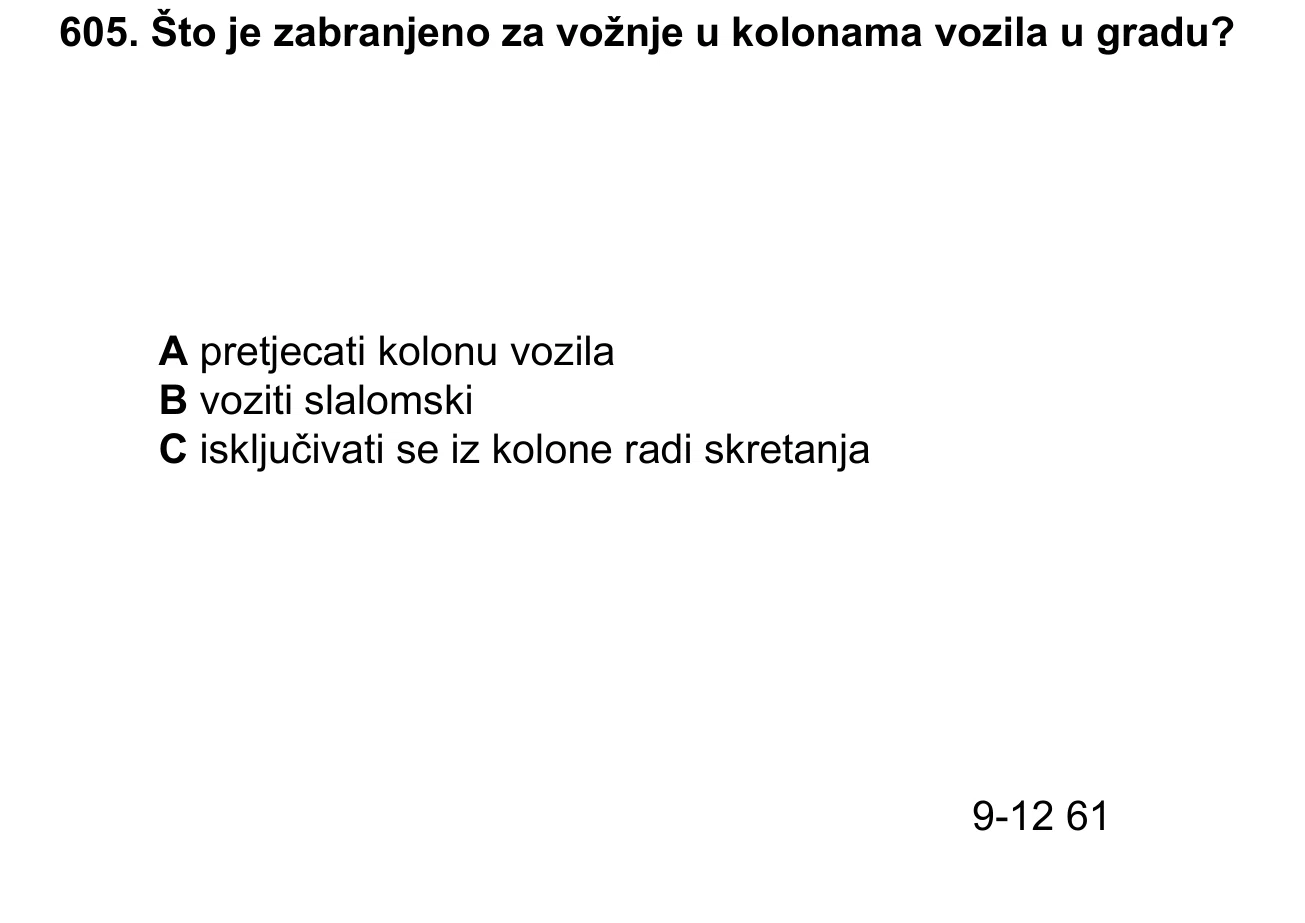 605. Što je zabranjeno za vožnje u kolonama vozila u gradu?
A pretjecati kolonu vozila
B voziti slalomski
C isključivati se iz kolone radi skretanja
9-12 61